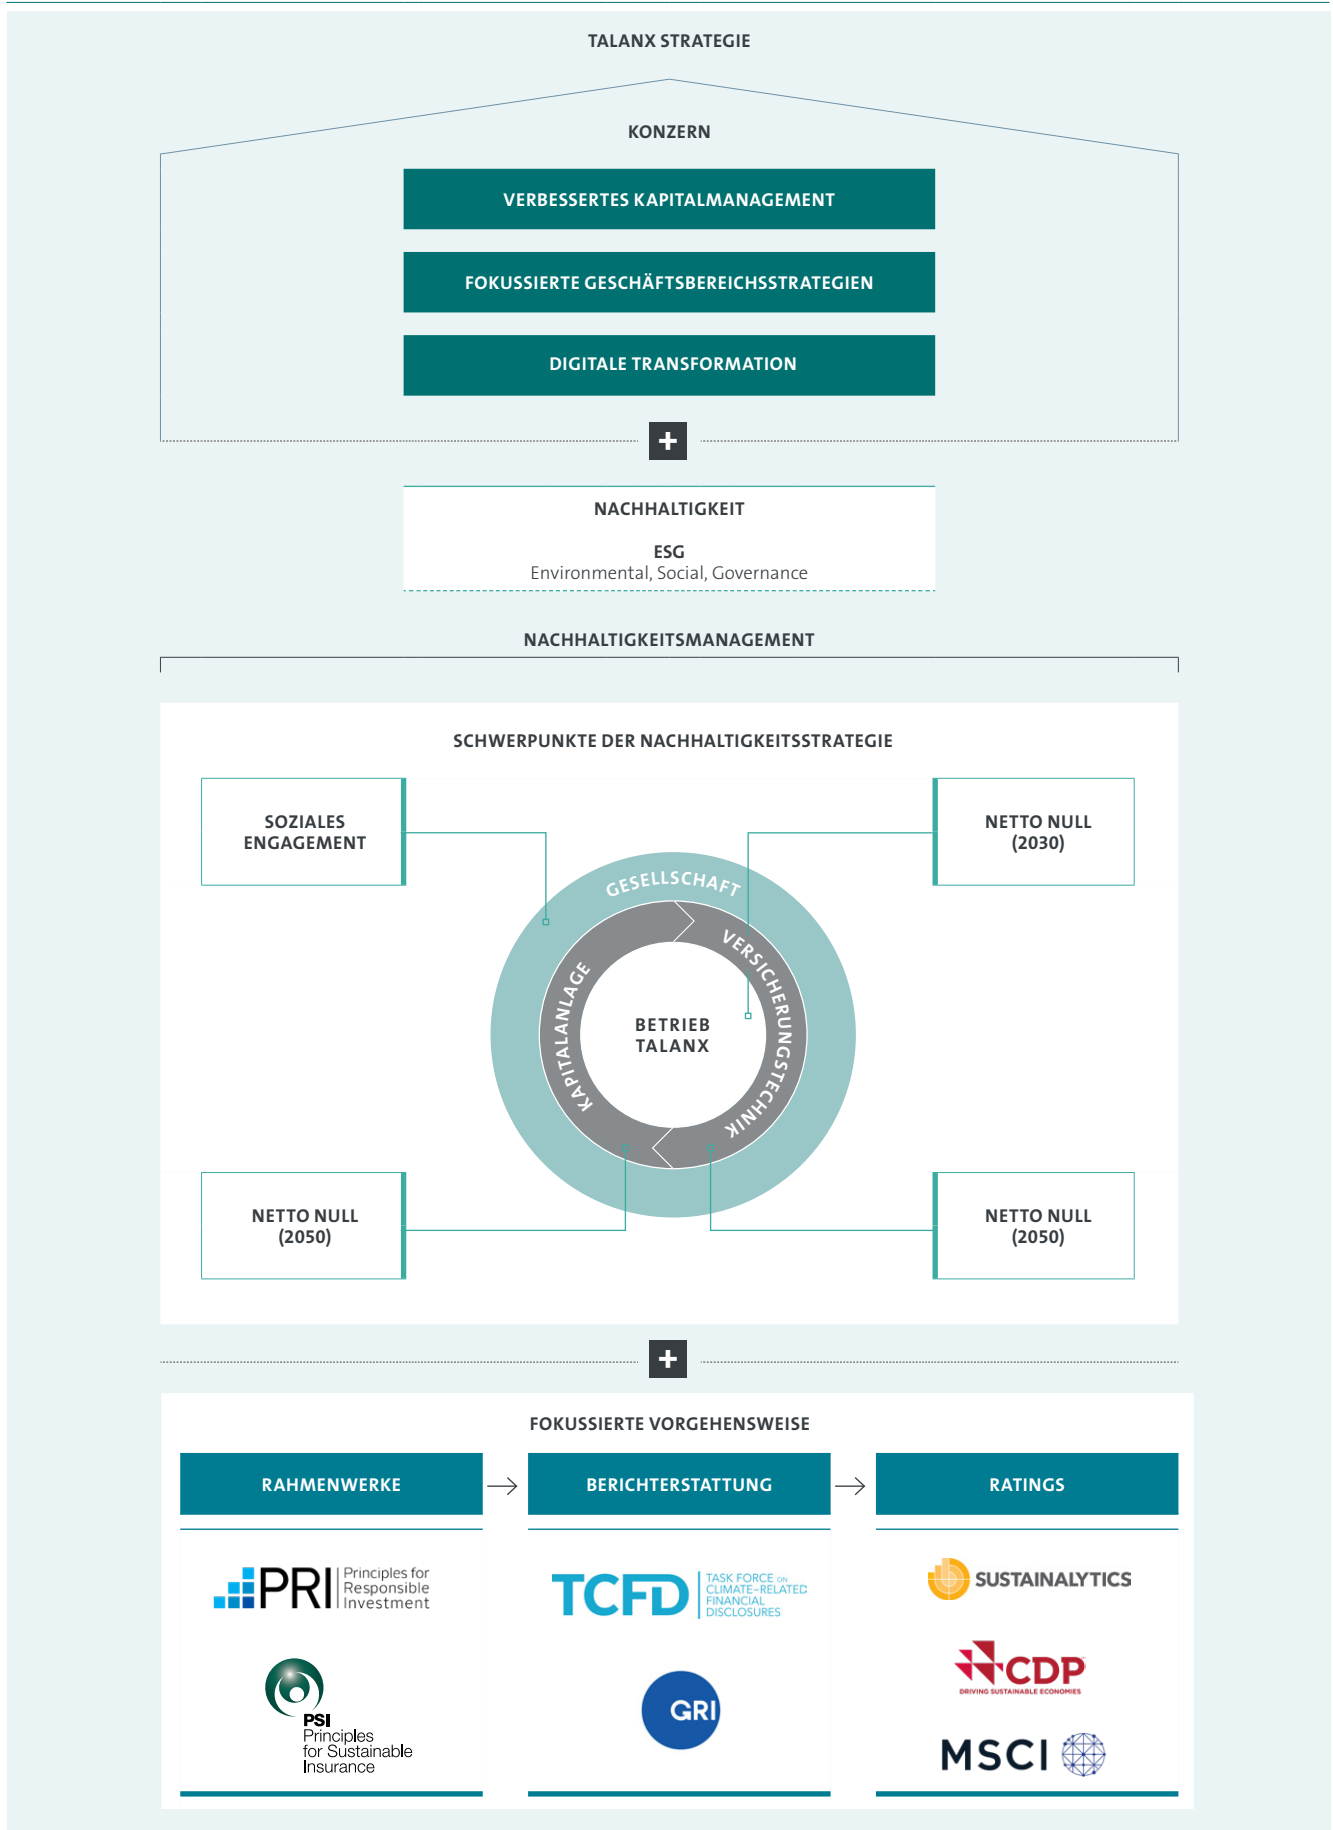 TALANX STRATEGIE
KONZERN
VERBESSERTES KAPITALMANAGEMENT
FOKUSSIERTE GESCHÄFTSBEREICHSSTRATEGIEN
DIGITALE TRANSFORMATION
+
NACHHALTIGKEIT
ESG
Environmental, Social, Governance
NACHHALTIGKEITSMANAGEMENT
SCHWERPUNKTE DER NACHHALTIGKEITSSTRATEGIE
SOZIALES
ENGAGEMENT
NETTO NULL
(2030)
GESELLSCHAFT
VERSICHERUNGSTECHNIK
KAPITALANLAGE
BETRIEB
TALANX
NETTO NULL
(2050)
NETTO NULL
(2050)
+
FOKUSSIERTE VORGEHENSWEISE
RAHMENWERKE
BERICHTERSTATTUNG
RATINGS
PRI
Principles for
Responsible
Investment
PSI
Principles
for Sustainable
Insurance
TCFD
TASK FORCE ON
CLIMATE-RELATED
FINANCIAL
DISCLOSURES
GRI
SUSTAINALYTICS
CDP
DRIVING SUSTAINABLE ECONOMIES
MSCI